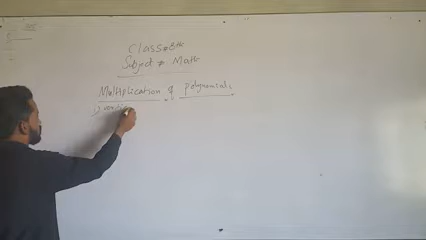 Class # 8th
Subject # Math
Multiplication of polynomials